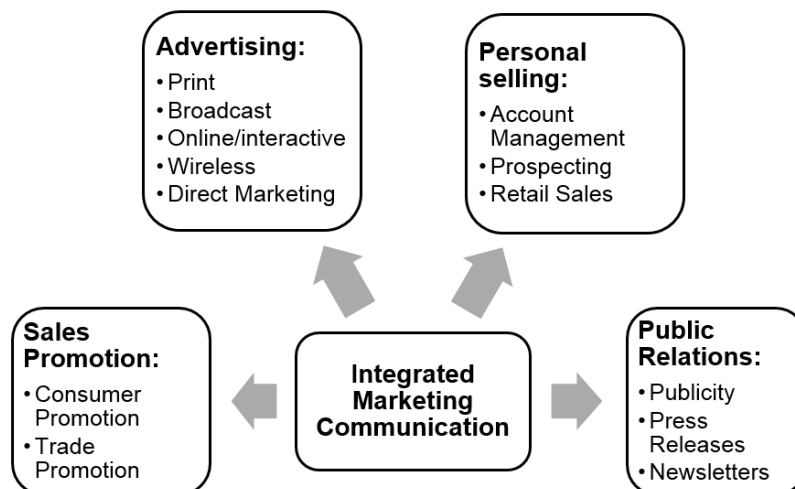 Advertising:
• Print
• Broadcast
• Online/interactive
• Wireless
• Direct Marketing
Personal
selling:
• Account
Management
• Prospecting
• Retail Sales
Sales
Promotion:
• Consumer
Promotion
• Trade
Promotion
Integrated
Marketing
Communication
Public
Relations:
• Publicity
• Press
Releases
• Newsletters